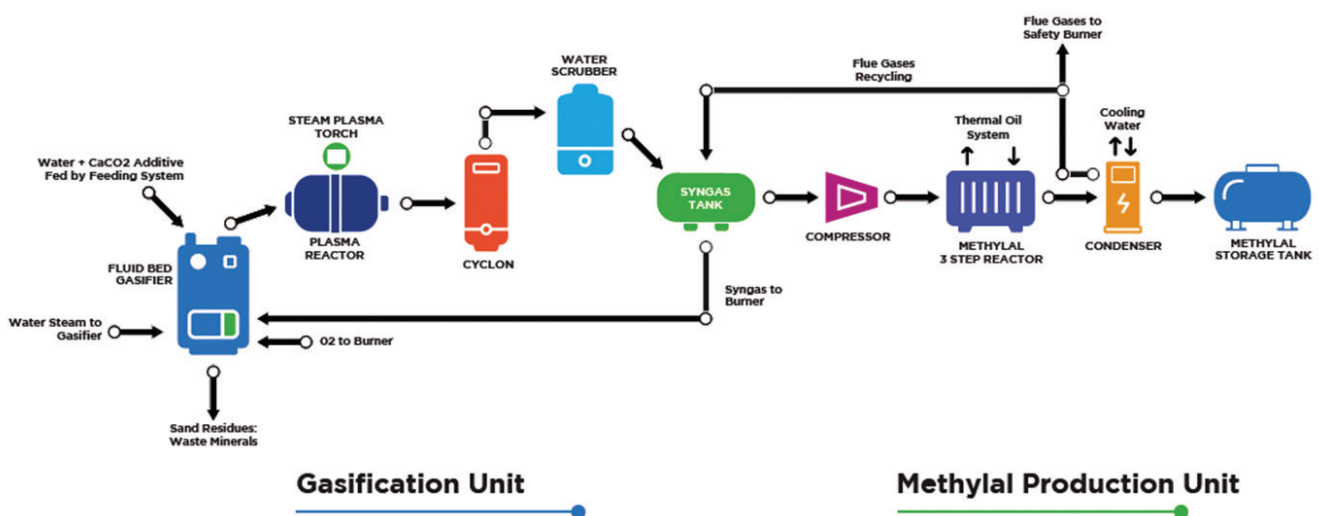 Flue Gases to
Safety Burner
WATER
SCRUBBER
Flue Gases
Recycling
STEAM PLASMA
TORCH
Thermal Oil
System
Cooling
Water
Water + CaCO2 Additive
Fed by Feeding System
SYNGAS
TANK
PLASMA
REACTOR
CYCLON
COMPRESSOR
METHYLAL
3 STEP REACTOR
CONDENSER
METHYLAL
STORAGE TANK
FLUID BED
GASIFIER
Syngas to
Burner
Water Steam to
Gasifier
O2 to Burner
Sand Residues:
Waste Minerals
Gasification Unit
Methylal Production Unit